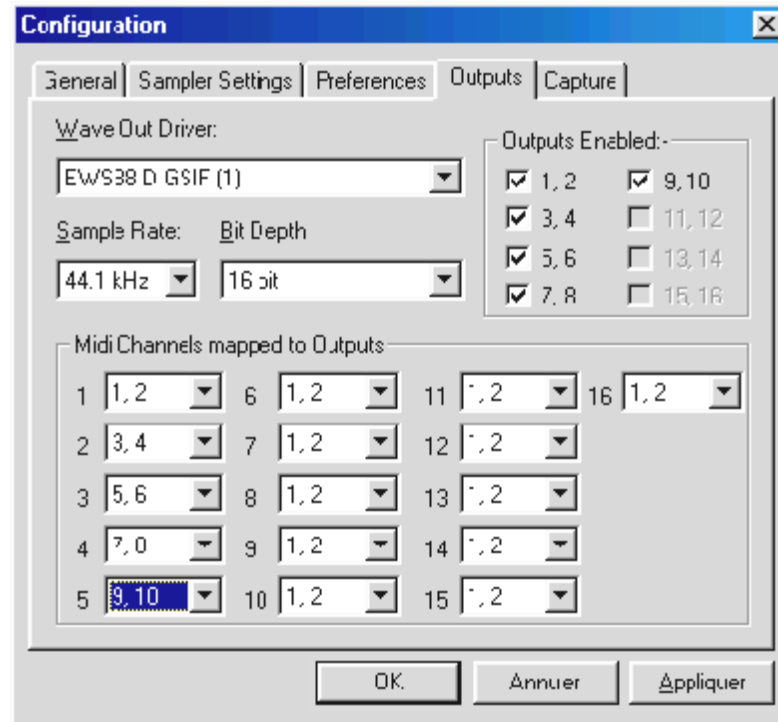 Configuration
General Sampler Settings Preferences Outputs Capture
Wave Out Driver:
EWS88 D GSIF (1)
Sample Rate: Bit Depth
44.1 kHz 16 bit
Outputs Enabled:-
1, 2 9, 10
3, 4 11, 12
5, 6 13, 14
7, 8 15, 16
Midi Channels mapped to Outputs
1 1, 2 6 1, 2 11 1, 2 16 1, 2
2 3, 4 7 1, 2 12 1, 2
3 5, 6 8 1, 2 13 1, 2
4 7, 8 9 1, 2 14 1, 2
5 9, 10 10 1, 2 15 1, 2
OK Annuler Appliquer